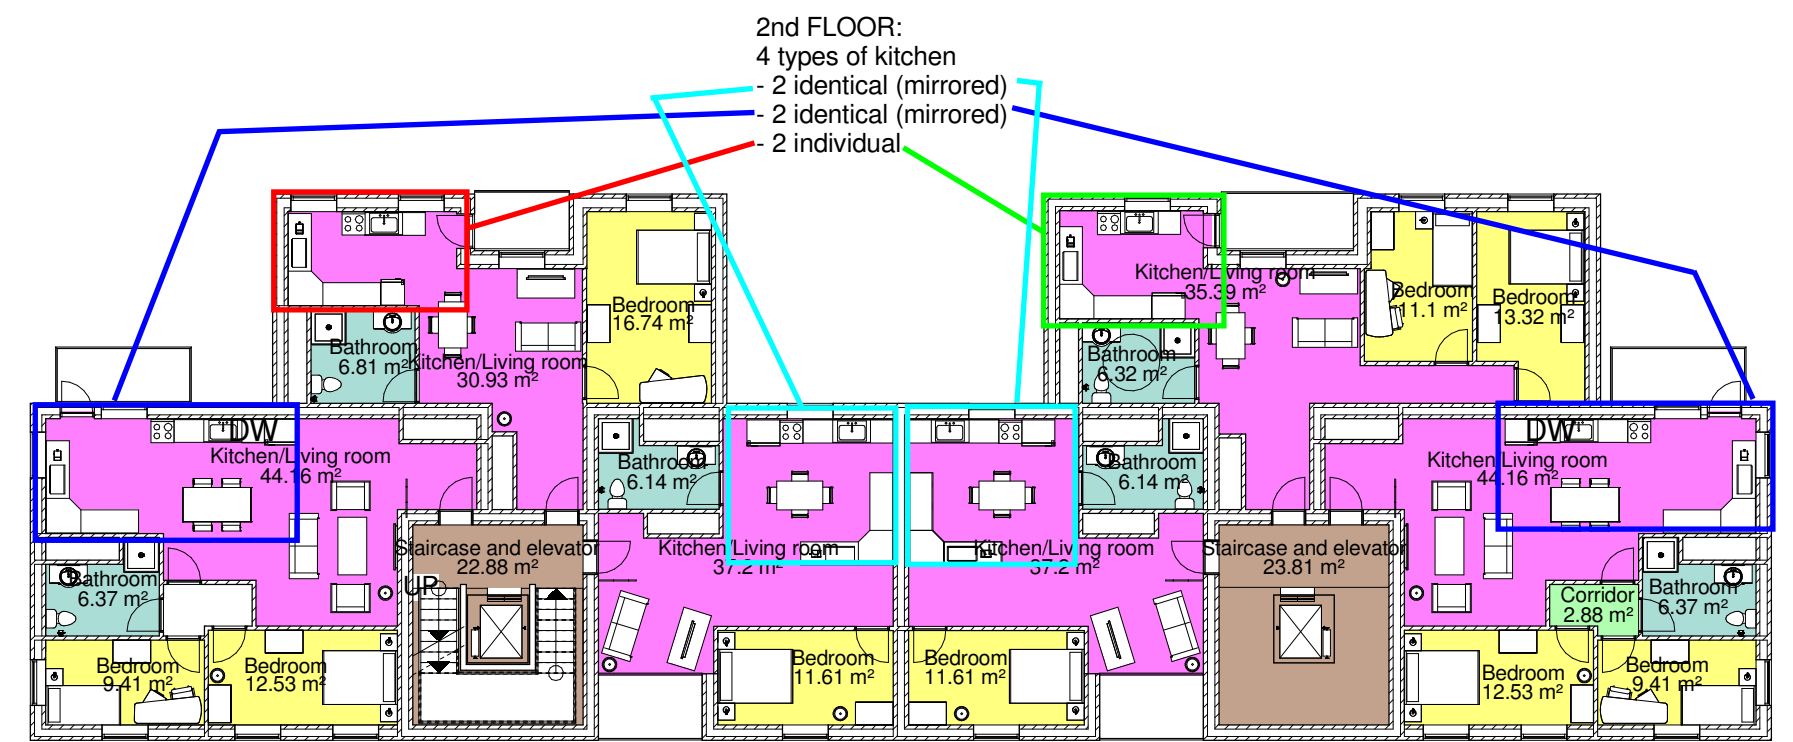 2nd FLOOR:
4 types of kitchen
- 2 identical (mirrored)
- 2 identical (mirrored)
- 2 individual
Kitchen/Living room
35.39 m²
Bedroom
11.1 m²
Bedroom
13.32 m²
Bedroom
16.74 m²
Bathroom
6.81 m²
Kitchen/Living room
30.93 m²
Bathroom
6.32 m²
DW
Kitchen/Living room
44.16 m²
Bathroom
6.14 m²
Bathroom
6.14 m²
DW
Kitchen/Living room
44.16 m²
Staircase and elevator
22.88 m²
Kitchen/Living room
37.2 m²
Kitchen/Living room
37.2 m²
Staircase and elevator
23.81 m²
UP
Bathroom
6.37 m²
Corridor
2.88 m²
Bathroom
6.37 m²
Bedroom
9.41 m²
Bedroom
12.53 m²
Bedroom
11.61 m²
Bedroom
11.61 m²
Bedroom
12.53 m²
Bedroom
9.41 m²